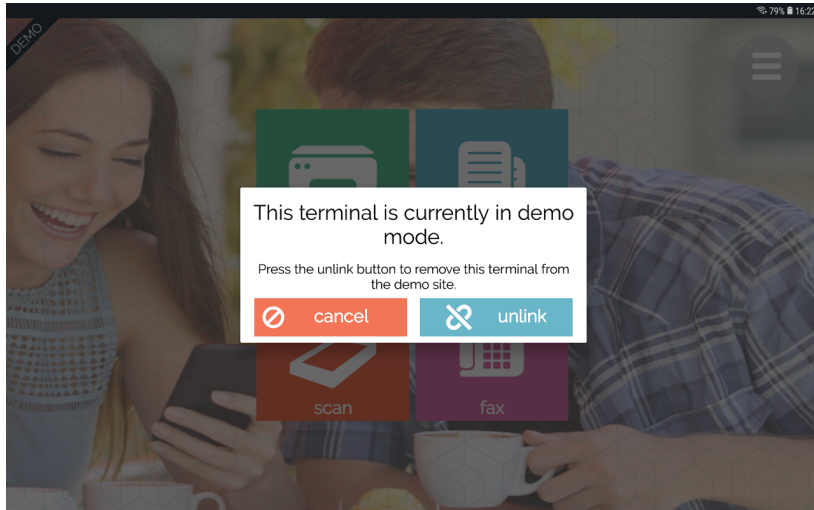 79% 16:22
DEMO
This terminal is currently in demo
mode.
Press the unlink button to remove this terminal from
the demo site.
cancel unlink
scan fax